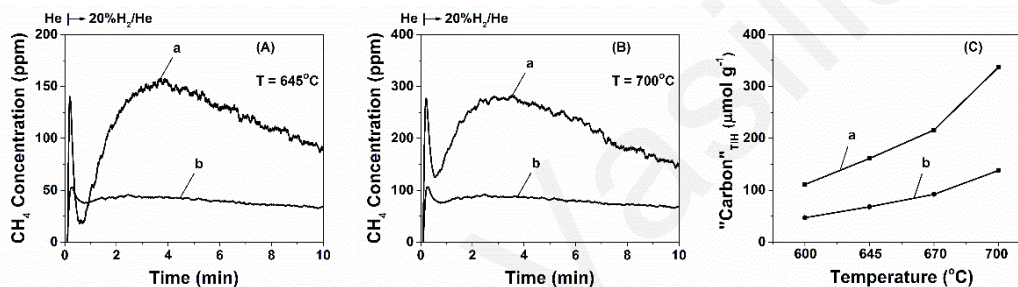 He → 20%H₂/He
(A)
a
T = 645°C
b
CH₄ Concentration (ppm)
200
150
100
50
0
0 2 4 6 8 10
Time (min)
He → 20%H₂/He
(B)
a
T = 700°C
b
CH₄ Concentration (ppm)
400
300
200
100
0
0 2 4 6 8 10
Time (min)
(C)
a
b
"Carbon"TIH (μmol g⁻¹)
400
300
200
100
0
600 645 670 700
Temperature (°C)
Vasili